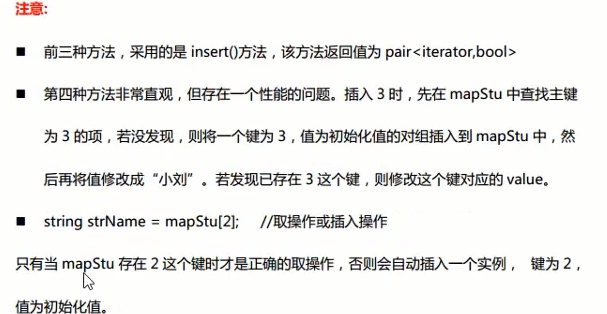 注意:
■ 前三种方法，采用的是 insert()方法，该方法返回值为 pair<iterator,bool>
■ 第四种方法非常直观，但存在一个性能的问题。插入 3 时，先在 mapStu 中查找主键
为 3 的项，若没发现，则将一个键为 3，值为初始化值的对组插入到 mapStu 中，然
后再将值修改成“小刘”。若发现已存在 3 这个键，则修改这个键对应的 value。
■ string strName = mapStu[2]; //取操作或插入操作
只有当 mapStu 存在 2 这个键时才是正确的取操作，否则会自动插入一个实例， 键为 2，
值为初始化值。